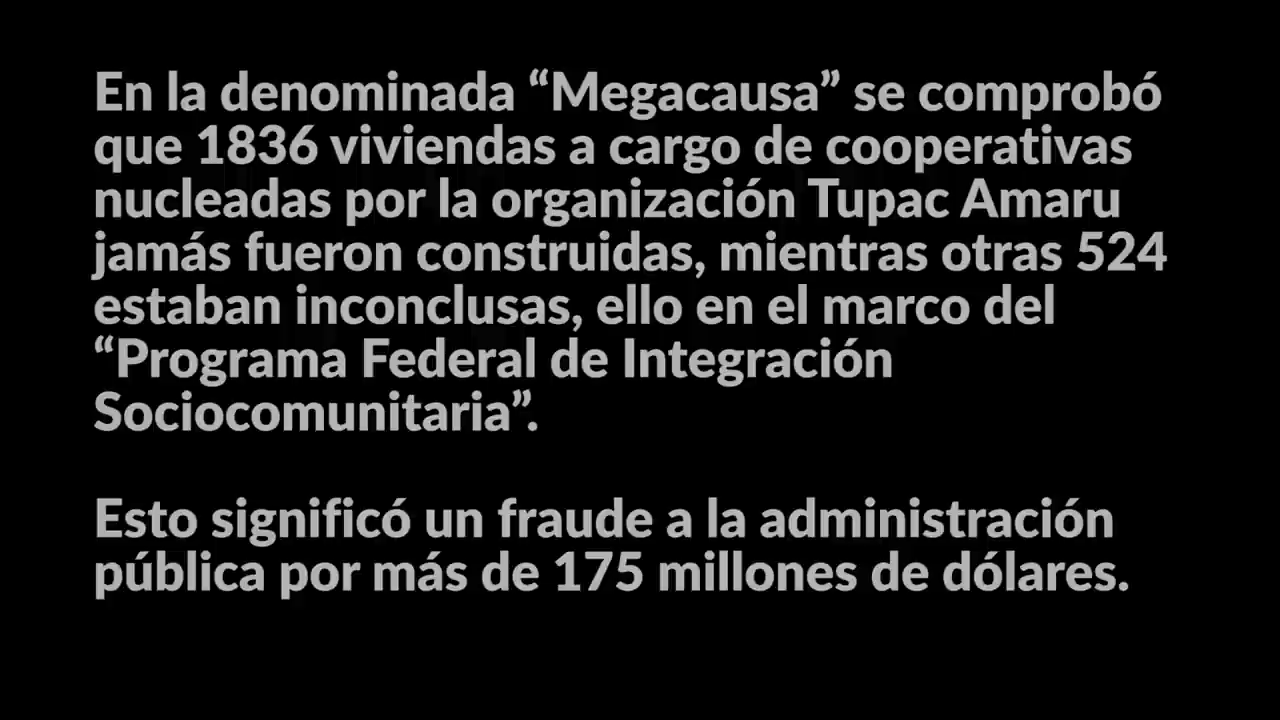 En la denominada “Megacausa” se comprobó
que 1836 viviendas a cargo de cooperativas
nucleadas por la organización Tupac Amaru
jamás fueron construidas, mientras otras 524
estaban inconclusas, ello en el marco del
“Programa Federal de Integración
Sociocomunitaria”.
Esto significó un fraude a la administración
pública por más de 175 millones de dólares.